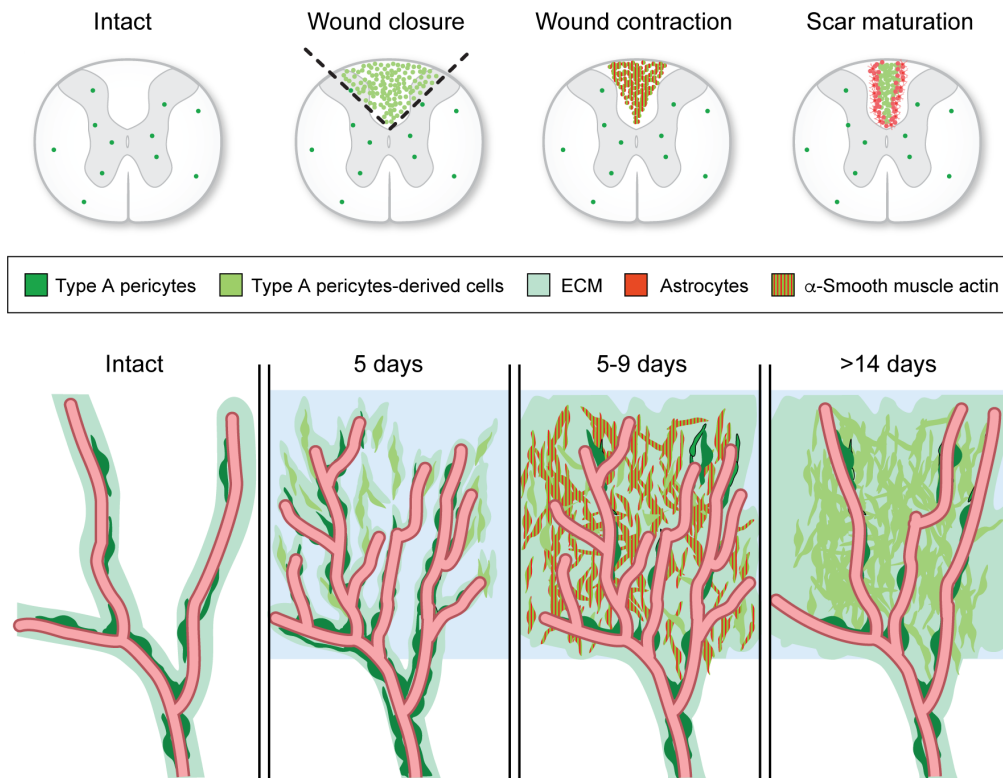 Intact
Wound closure
Wound contraction
Scar maturation
Type A pericytes
Type A pericytes-derived cells
ECM
Astrocytes
α-Smooth muscle actin
Intact
5 days
5-9 days
>14 days